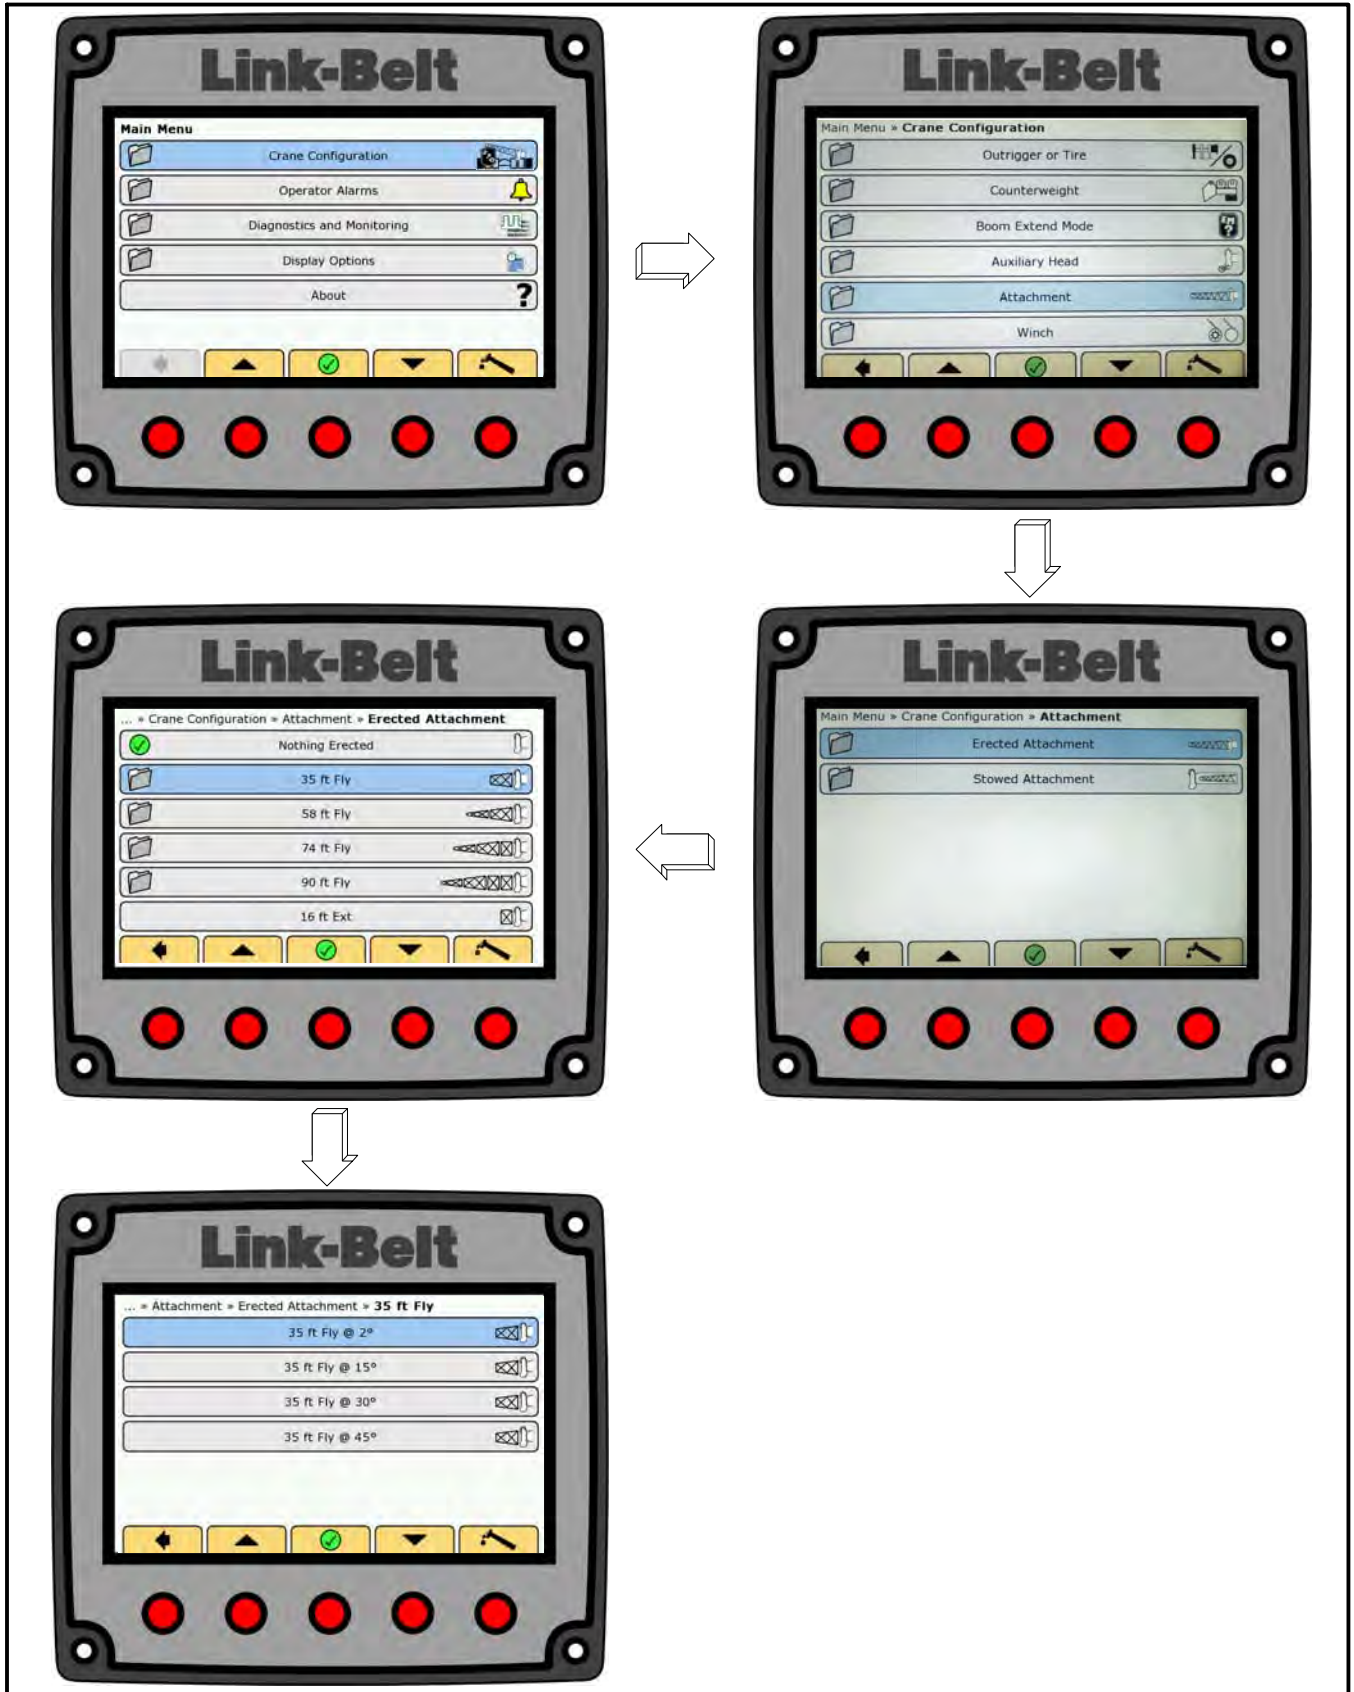 Link-Belt
Main Menu
Crane Configuration
Operator Alarms
Diagnostics and Monitoring
Display Options
About
?
Link-Belt
Main Menu » Crane Configuration
Outrigger or Tire
Counterweight
Boom Extend Mode
Auxiliary Head
Attachment
Winch
Link-Belt
... » Crane Configuration » Attachment » Erected Attachment
Nothing Erected
35 ft Fly
58 ft Fly
74 ft Fly
90 ft Fly
16 ft Ext
Link-Belt
Main Menu » Crane Configuration » Attachment
Erected Attachment
Stowed Attachment
Link-Belt
... » Attachment » Erected Attachment » 35 ft Fly
35 ft Fly @ 2°
35 ft Fly @ 15°
35 ft Fly @ 30°
35 ft Fly @ 45°